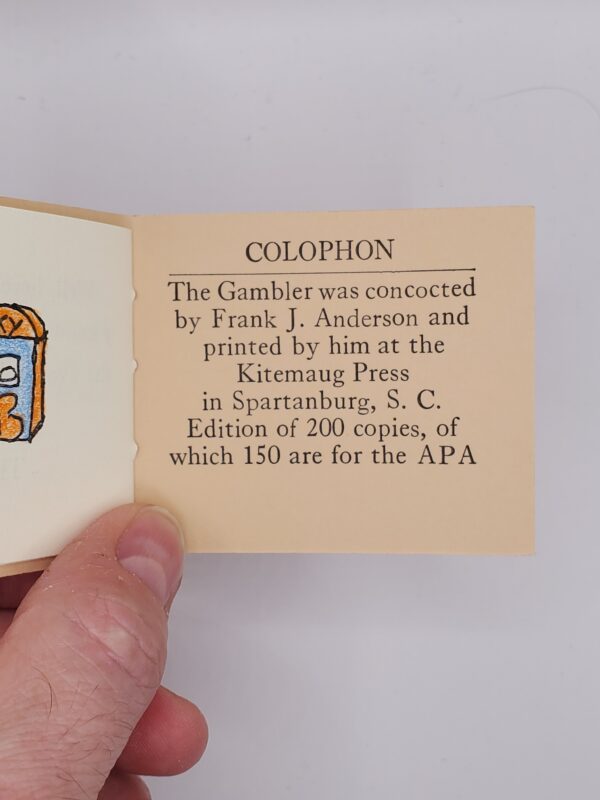 COLOPHON
The Gambler was concocted
by Frank J. Anderson and
printed by him at the
Kitemaug Press
in Spartanburg, S. C.
Edition of 200 copies, of
which 150 are for the APA